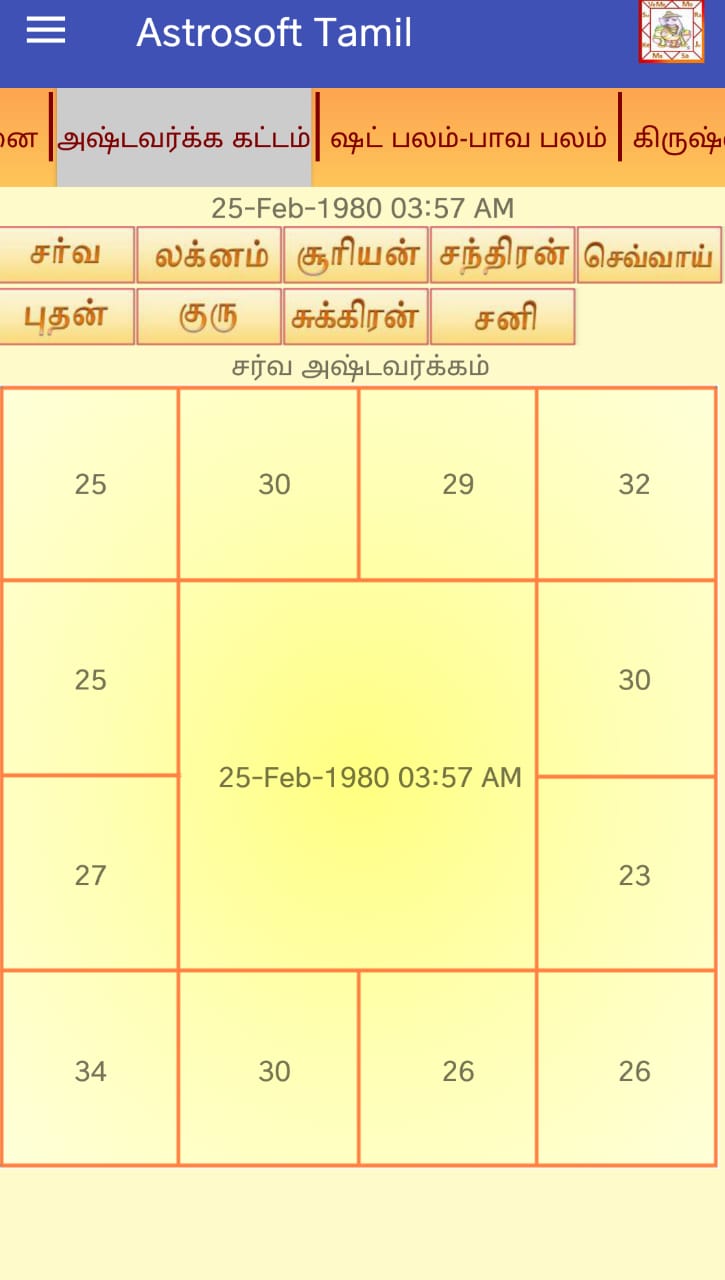 Astrosoft Tamil
னை அஷ்டவர்க்க கட்டம் ஷட் பலம்-பாவ பலம்
25-Feb-1980 03:57 AM
சர்வ லக்னம் சூரியன் சந்திரன் செவ்வாய்
புதன் குரு சுக்கிரன் சனி
சர்வ அஷ்டவர்க்கம்
25 30 29 32
25 30
25-Feb-1980 03:57 AM
27 23
34 30 26 26